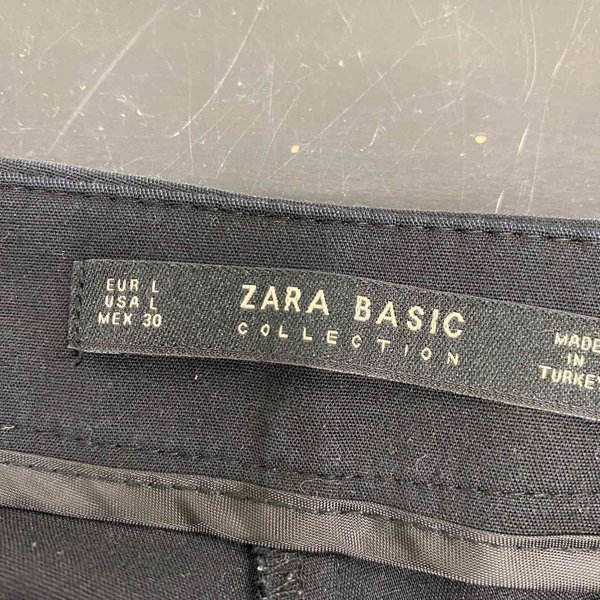 EUR L
USA L
MEX 30
ZARA BASIC
COLLECTION
MADE
IN
TURKEY